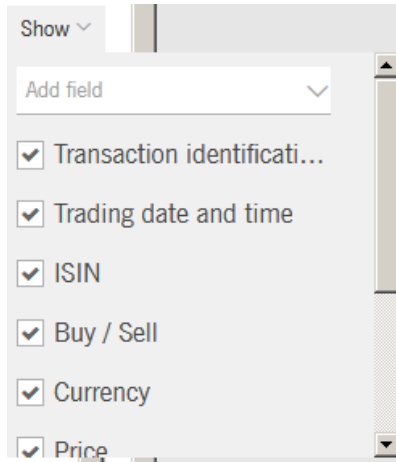 Show
Add field
Transaction identificati...
Trading date and time
ISIN
Buy / Sell
Currency
Price